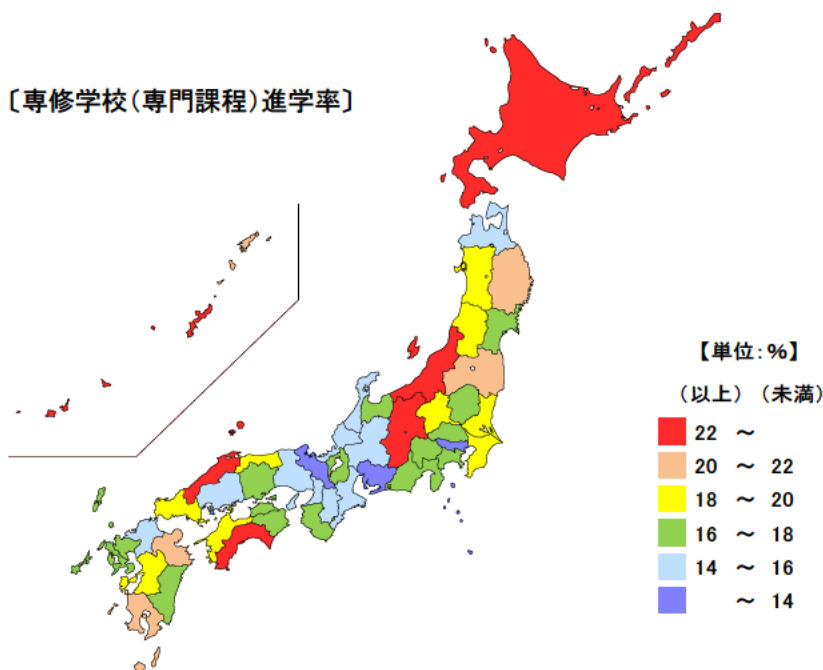 〔専修学校(専門課程)進学率〕
【単位:%】
(以上) (未満)
22 ～
20 ～ 22
18 ～ 20
16 ～ 18
14 ～ 16
～ 14